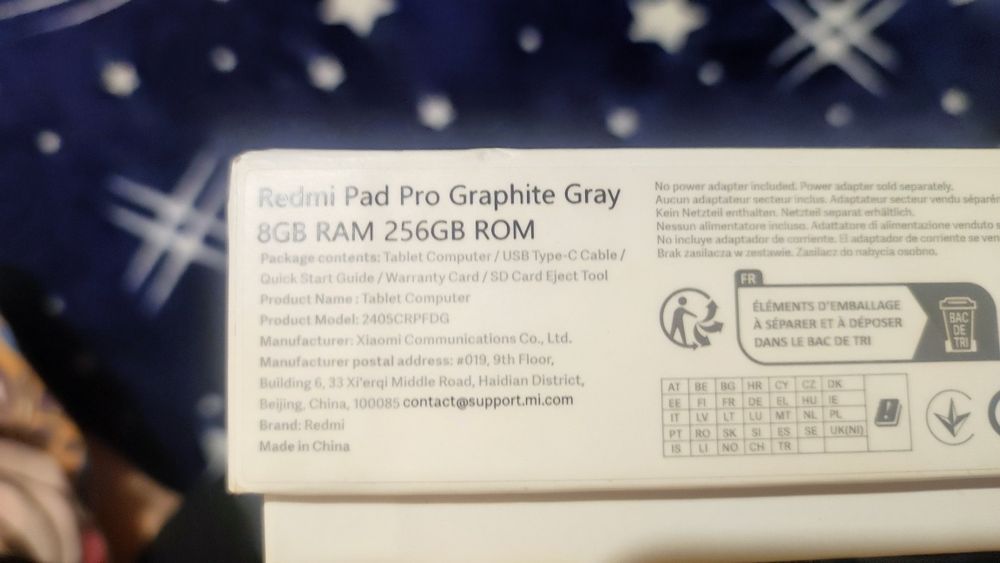 Redmi Pad Pro Graphite Gray
8GB RAM 256GB ROM
Package contents: Tablet Computer / USB Type-C Cable /
Quick Start Guide / Warranty Card / SD Card Eject Tool
Product Name : Tablet Computer
Product Model: 2405CRPFDG
Manufacturer: Xiaomi Communications Co., Ltd.
Manufacturer postal address: #019, 9th Floor,
Building 6, 33 Xi'erqi Middle Road, Haidian District,
Beijing, China, 100085 contact@support.mi.com
Brand: Redmi
Made in China
No power adapter included. Power adapter sold separately.
Aucun adaptateur secteur inclus. Adaptateur secteur vendu
Kein Netzteil enthalten. Netzteil separat erhältlich.
Nessun alimentatore incluso. Adattatore di alimentazione venduto
No incluye adaptador de corriente. El adaptador de corriente se
Brak zasilacza w zestawie. Zasilacz do nabycia osobno.
FR
ÉLÉMENTS D'EMBALLAGE
À SÉPARER ET À DÉPOSER
DANS LE BAC DE TRI
BAC
DE
TRI
AT BE BG HR CY CZ DK
EE FI FR DE EL HU IE
IT LV LT LU MT NL PL
PT RO SK SI ES SE UK(NI)
IS LI NO CH TR